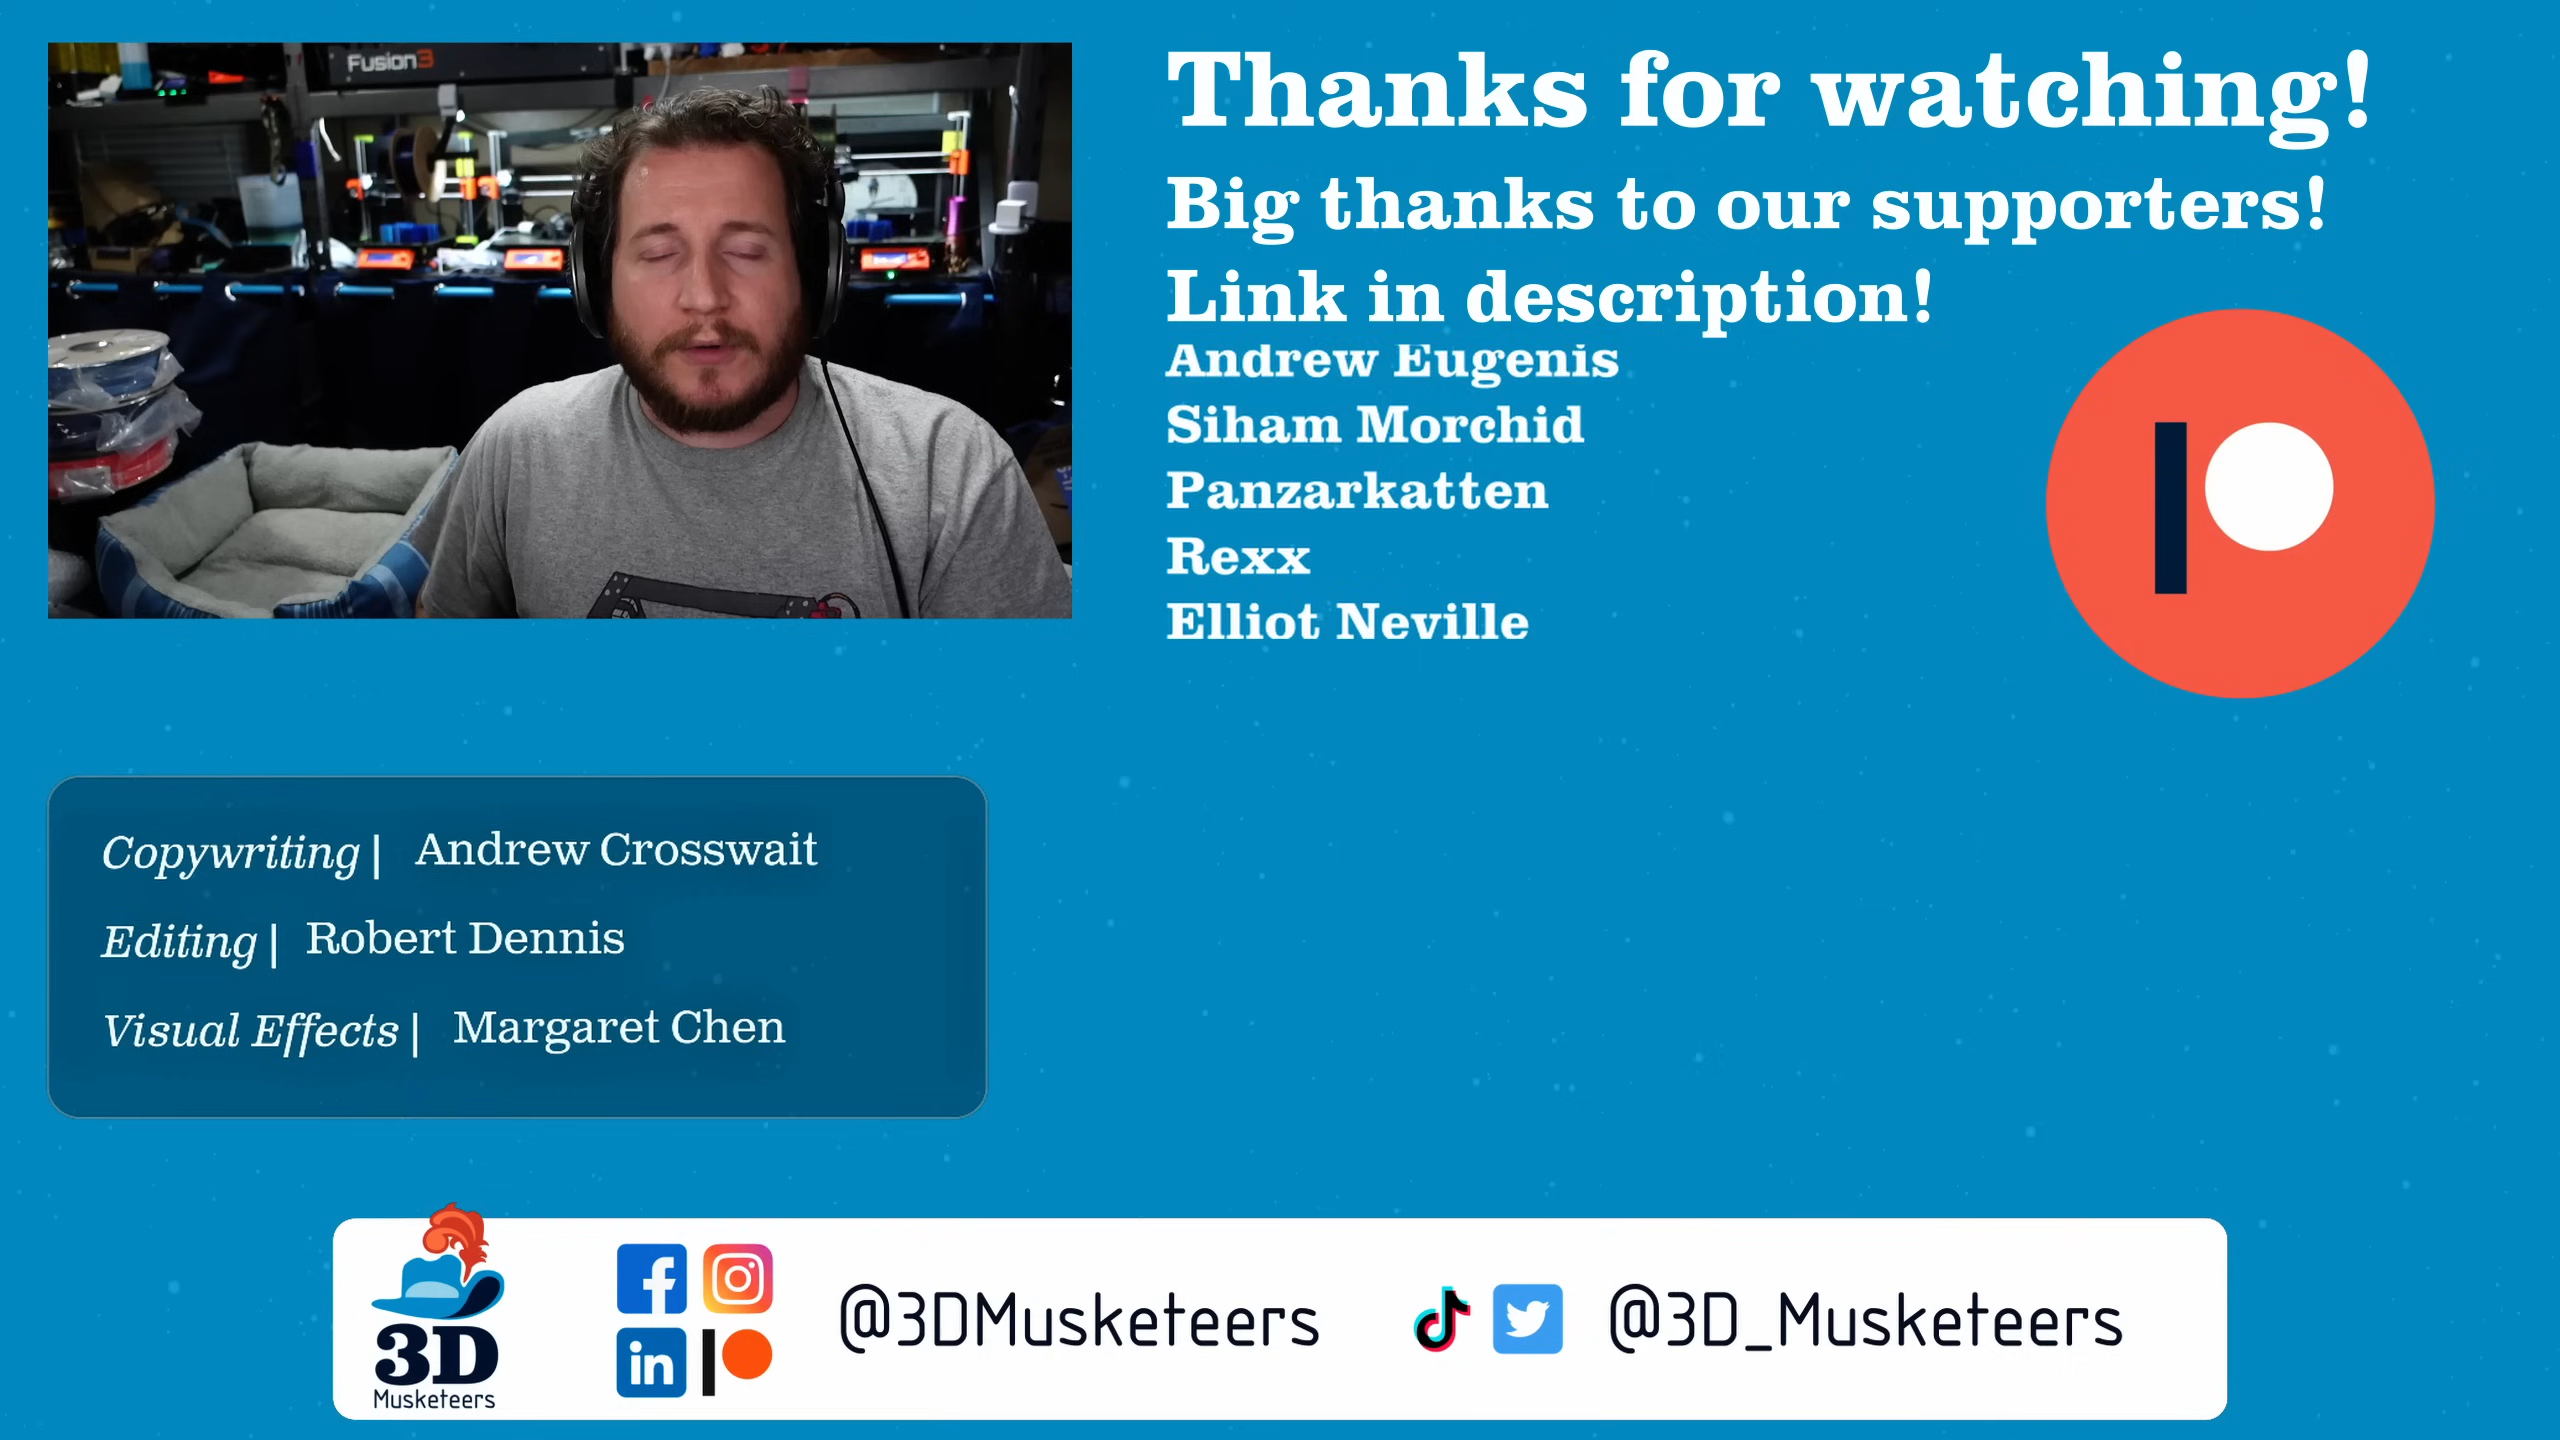 Fusion3
Thanks for watching!
Big thanks to our supporters!
Link in description!
Andrew Eugenis
Siham Morchid
Panzarkatten
Rexx
Elliot Neville
Copywriting | Andrew Crosswait
Editing | Robert Dennis
Visual Effects | Margaret Chen
3D
Musketeers
in
@3DMusketeers
@3D_Musketeers